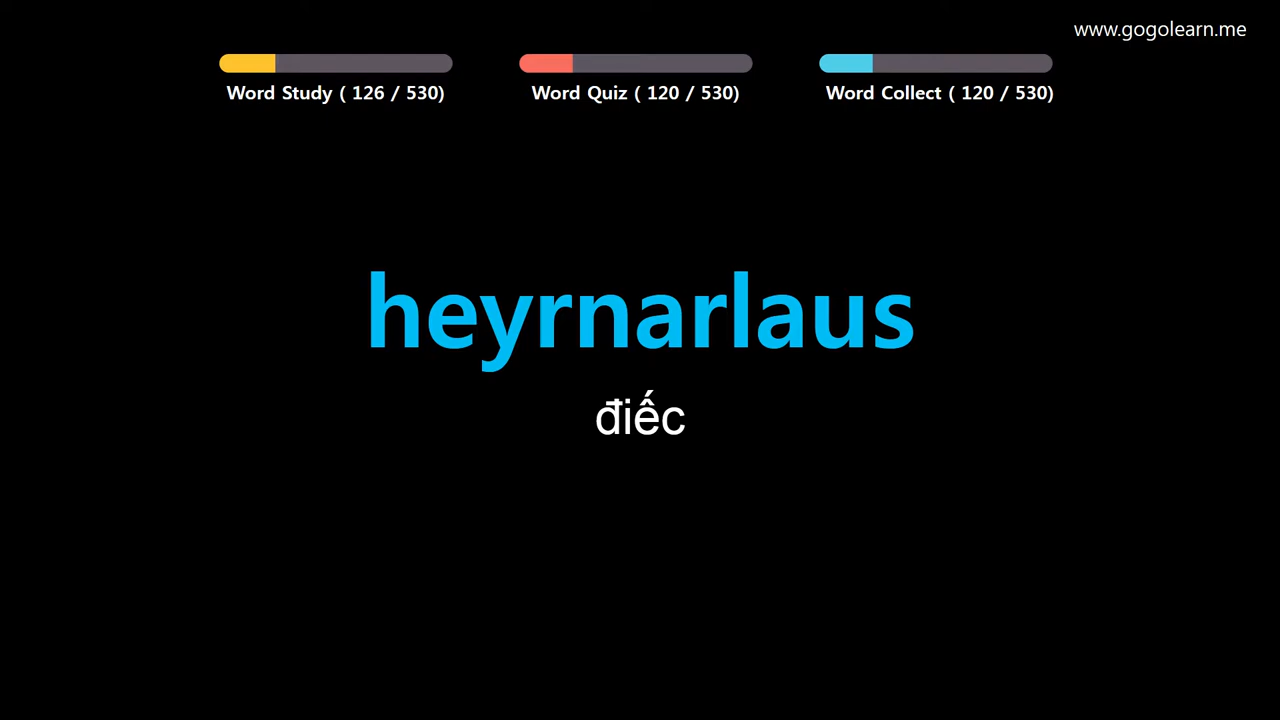 www.gogolearn.me
Word Study ( 126 / 530)
Word Quiz ( 120 / 530)
Word Collect ( 120 / 530)
heyrnarlaus
điếc